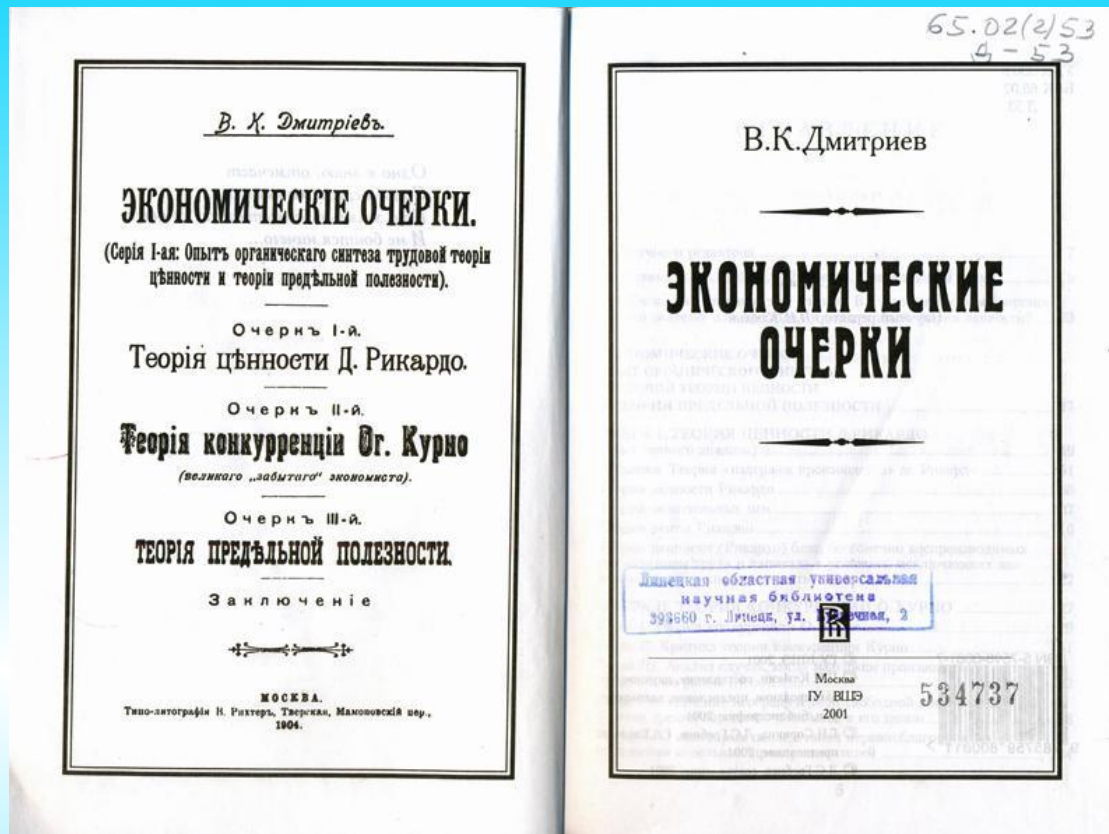 В. К. Дмитріевъ.
ЭКОНОМИЧЕСКІЕ ОЧЕРКИ.
(Серія I-ая: Опытъ органическаго синтеза трудовой теоріи
цѣнности и теоріи предѣльной полезности).
Очеркъ I-й.
Теорія цѣнности Д. Рикардо.
Очеркъ II-й.
Теорія конкурренціи Ог. Курно
(великаго „забытаго“ экономиста).
Очеркъ III-й.
ТЕОРІЯ ПРЕДѢЛЬНОЙ ПОЛЕЗНОСТИ.
Заключеніе
МОСКВА.
Типо-литографія В. Рихтеръ, Тверская, Мамоновскій пер.,
1904.
65.02(2)53
Д-53
В.К.Дмитриев
ЭКОНОМИЧЕСКИЕ
ОЧЕРКИ
Липецкая областная универсальная
научная библиотека
398660 г. Липецк, ул. 2
Москва
ГУ ВШЭ
2001
534737